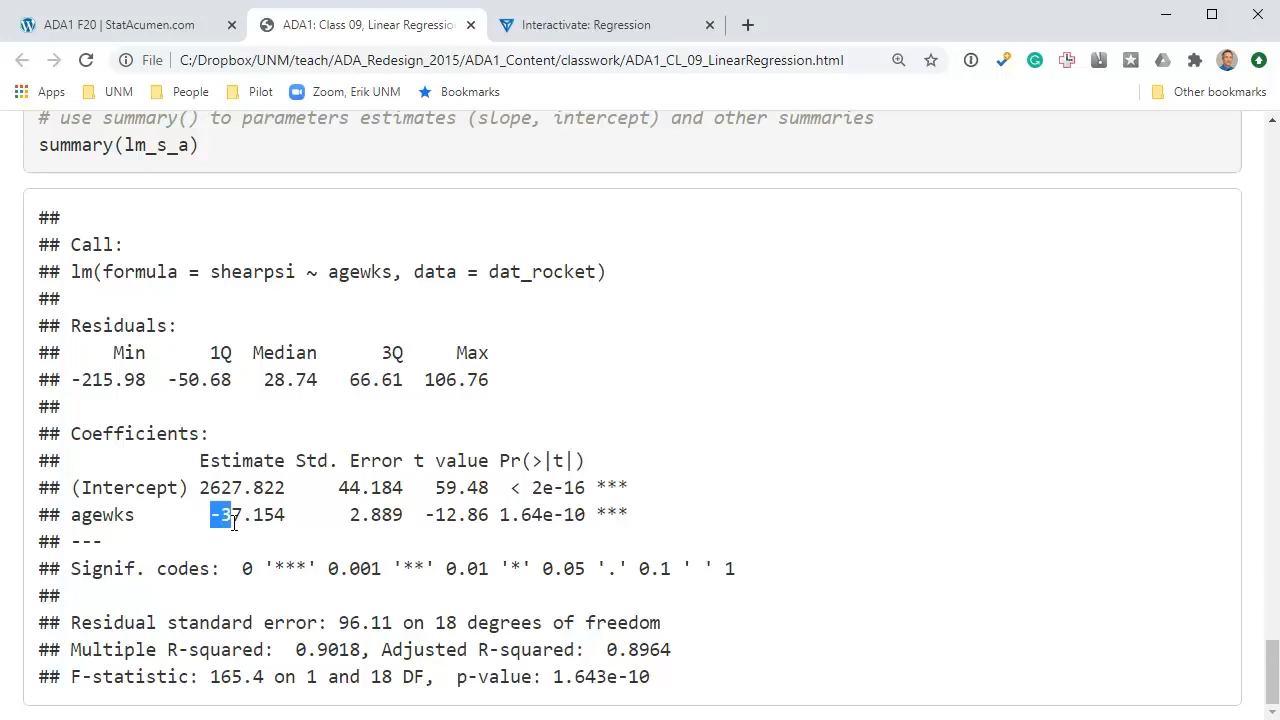 ADA1 F20 | StatAcumen.com
ADA1: Class 09, Linear Regression
Interactivate: Regression
File C:/Dropbox/UNM/teach/ADA_Redesign_2015/ADA1_Content/classwork/ADA1_CL_09_LinearRegression.html
Apps UNM People Pilot Zoom, Erik UNM Bookmarks Other bookmarks
# use summary() to parameters estimates (slope, intercept) and other summaries
summary(lm_s_a)
##
## Call:
## lm(formula = shearpsi ~ agewks, data = dat_rocket)
##
## Residuals:
##     Min      1Q  Median      3Q     Max
## -215.98  -50.68   28.74   66.61  106.76
##
## Coefficients:
##             Estimate Std. Error t value Pr(>|t|)
## (Intercept) 2627.822     44.184   59.48  < 2e-16 ***
## agewks       -37.154      2.889  -12.86 1.64e-10 ***
## ---
## Signif. codes:  0 '***' 0.001 '**' 0.01 '*' 0.05 '.' 0.1 ' ' 1
##
## Residual standard error: 96.11 on 18 degrees of freedom
## Multiple R-squared:  0.9018, Adjusted R-squared:  0.8964
## F-statistic: 165.4 on 1 and 18 DF,  p-value: 1.643e-10